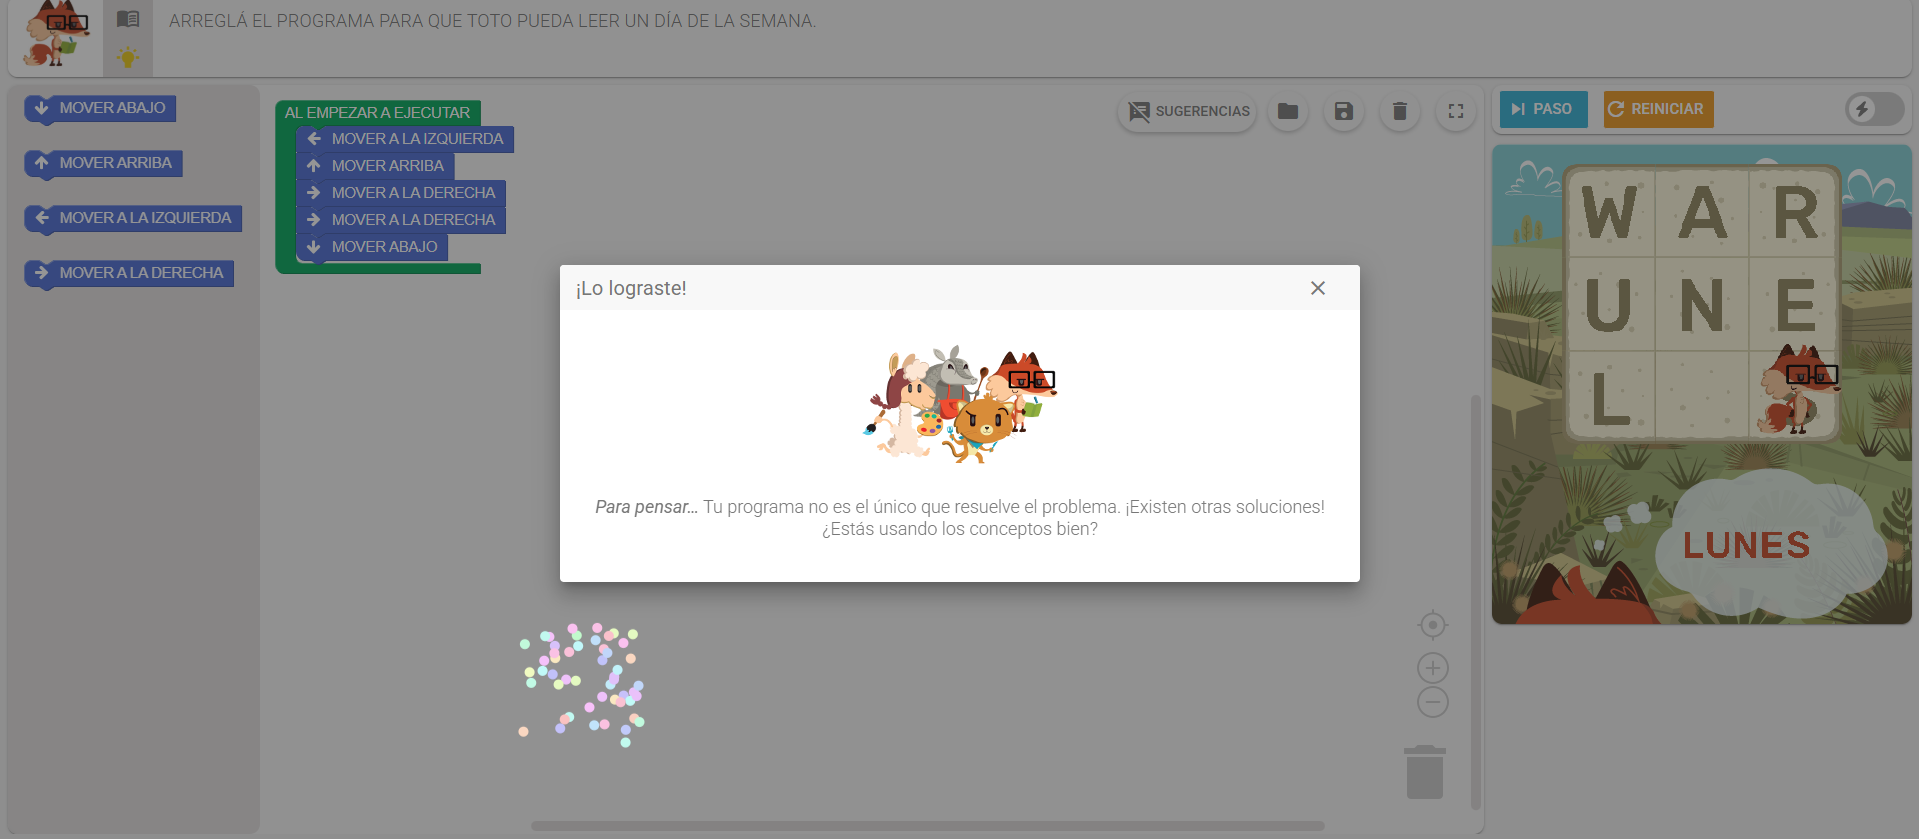 ARREGLÁ EL PROGRAMA PARA QUE TOTO PUEDA LEER UN DÍA DE LA SEMANA.
MOVER ABAJO
MOVER ARRIBA
MOVER A LA IZQUIERDA
MOVER A LA DERECHA
AL EMPEZAR A EJECUTAR
MOVER A LA IZQUIERDA
MOVER ARRIBA
MOVER A LA DERECHA
MOVER A LA DERECHA
MOVER ABAJO
SUGERENCIAS
PASO
REINICIAR
¡Lo lograste!
Para pensar... Tu programa no es el único que resuelve el problema. ¡Existen otras soluciones!
¿Estás usando los conceptos bien?
W A R
U N E
L
LUNES